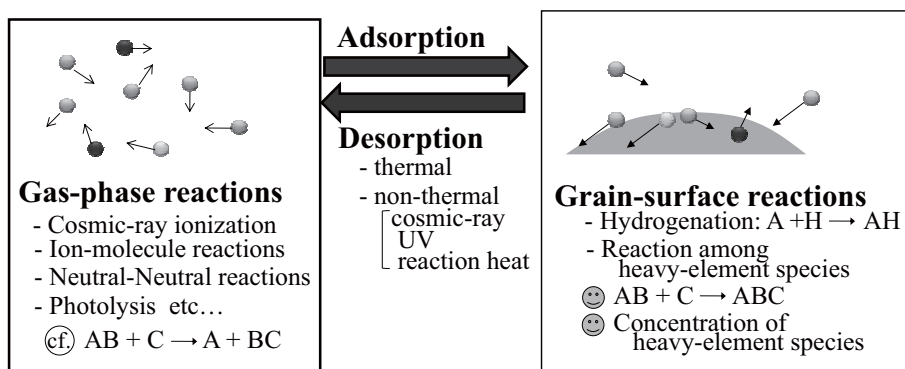 Adsorption
Desorption
- thermal
- non-thermal
cosmic-ray
UV
reaction heat
Gas-phase reactions
- Cosmic-ray ionization
- Ion-molecule reactions
- Neutral-Neutral reactions
- Photolysis etc…
cf. AB + C → A + BC
Grain-surface reactions
- Hydrogenation: A +H → AH
- Reaction among
heavy-element species
AB + C → ABC
Concentration of
heavy-element species